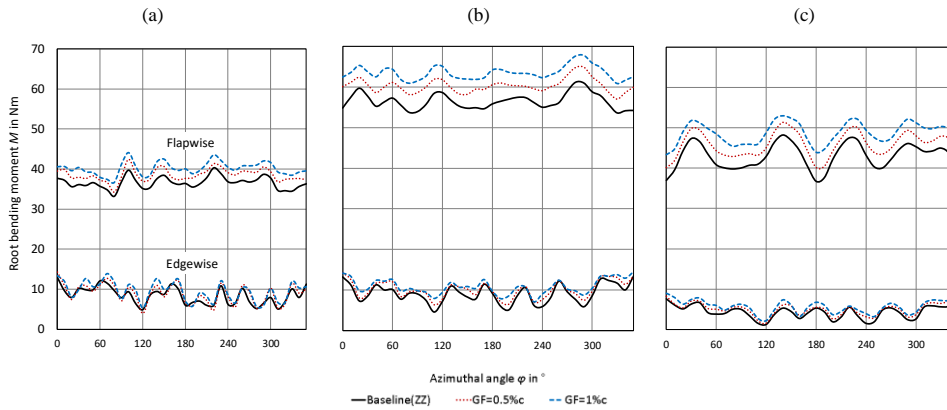 (a) (b) (c)
Root bending moment M in Nm
70
60
50
40
30
20
10
0
Flapwise
Edgewise
0 60 120 180 240 300
0 60 120 180 240 300
0 60 120 180 240 300
Azimuthal angle φ in °
Baseline(ZZ) GF=0.5%c GF=1%c